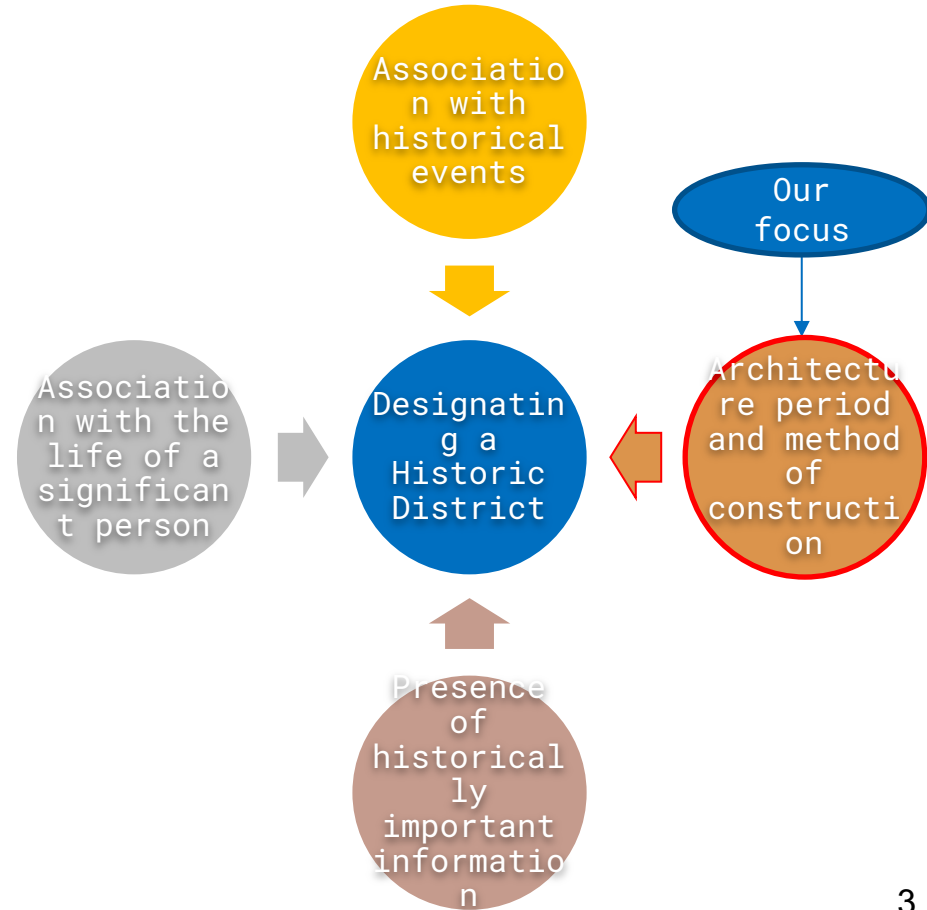 Associatio
n with
historical
events
Our
focus
Associatio
n with the
life of a
significan
t person
Designatin
g a
Historic
District
Architectu
re period
and method
of
constructi
on
Presence
of
historical
ly
important
informatio
n
3